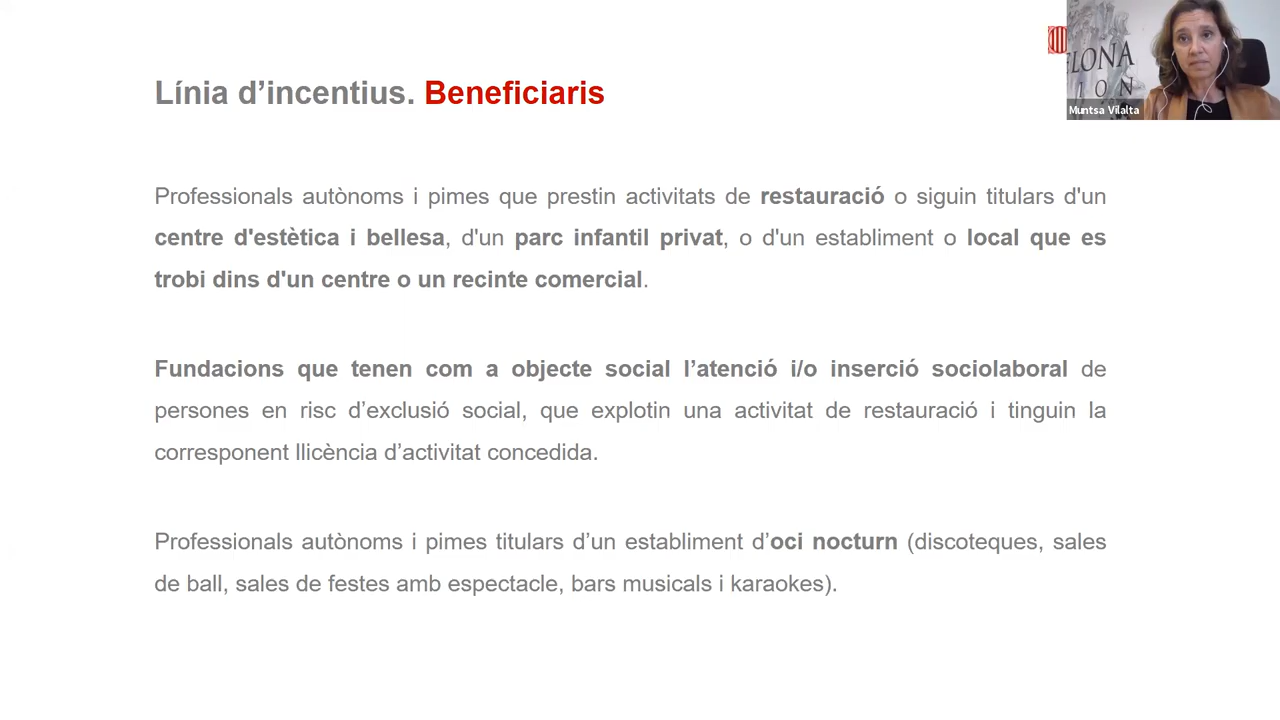 Línia d’incentius. Beneficiaris
ELONA
I O N
Muntsa Vilalta
Professionals autònoms i pimes que prestin activitats de restauració o siguin titulars d'un
centre d'estètica i bellesa, d'un parc infantil privat, o d'un establiment o local que es
trobi dins d'un centre o un recinte comercial.
Fundacions que tenen com a objecte social l’atenció i/o inserció sociolaboral de
persones en risc d’exclusió social, que explotin una activitat de restauració i tinguin la
corresponent llicència d’activitat concedida.
Professionals autònoms i pimes titulars d’un establiment d’oci nocturn (discoteques, sales
de ball, sales de festes amb espectacle, bars musicals i karaokes).